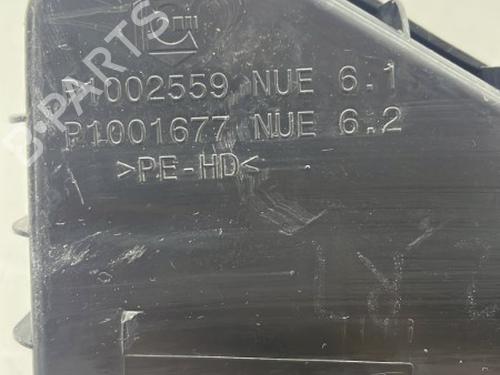 B-PARTS
P1002559 NUE 6.1
P1001677 NUE 6.2
>PE-HD<